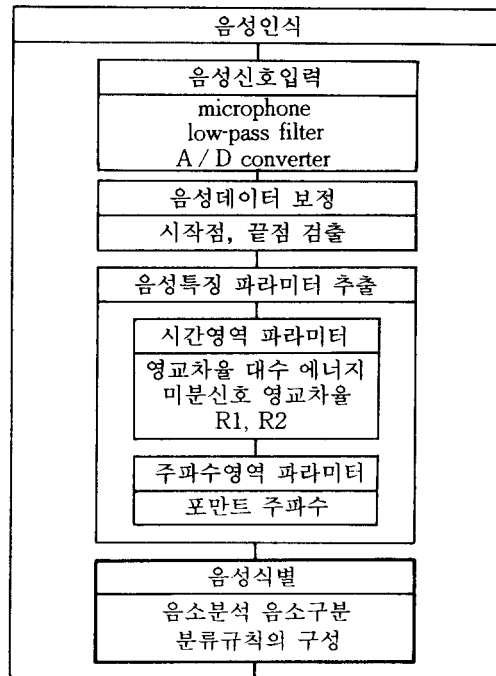 음성인식
음성신호입력
microphone
low-pass filter
A / D converter
음성데이터 보정
시작점, 끝점 검출
음성특징 파라미터 추출
시간영역 파라미터
영교차율 대수 에너지
미분신호 영교차율
R1, R2
주파수영역 파라미터
포만트 주파수
음성식별
음소분석 음소구분
분류규칙의 구성